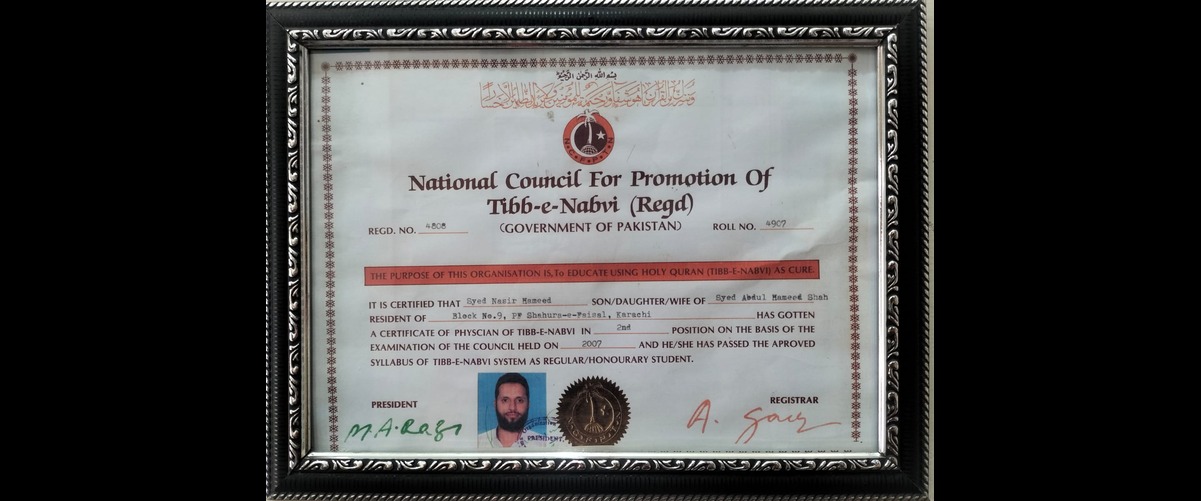 بسم الله الرحمن الرحيم
National Council For Promotion Of
Tibb-e-Nabvi (Regd)
(GOVERNMENT OF PAKISTAN)
REGD. NO. 4808
ROLL NO. 4907
THE PURPOSE OF THIS ORGANISATION IS, To EDUCATE USING HOLY QURAN (TIBB-E-NABVI) AS CURE.
IT IS CERTIFIED THAT Syed Nasir Hameed SON/DAUGHTER/WIFE OF Syed Abdul Hameed Shah
RESIDENT OF Block No.9, PF Shahura-e-Faisal, Karachi HAS GOTTEN
A CERTIFICATE OF PHYSCIAN OF TIBB-E-NABVI IN 2nd POSITION ON THE BASIS OF THE
EXAMINATION OF THE COUNCIL HELD ON 2007 AND HE/SHE HAS PASSED THE APROVED
SYLLABUS OF TIBB-E-NABVI SYSTEM AS REGULAR/HONOURARY STUDENT.
PRESIDENT
REGISTRAR
PRESIDENT